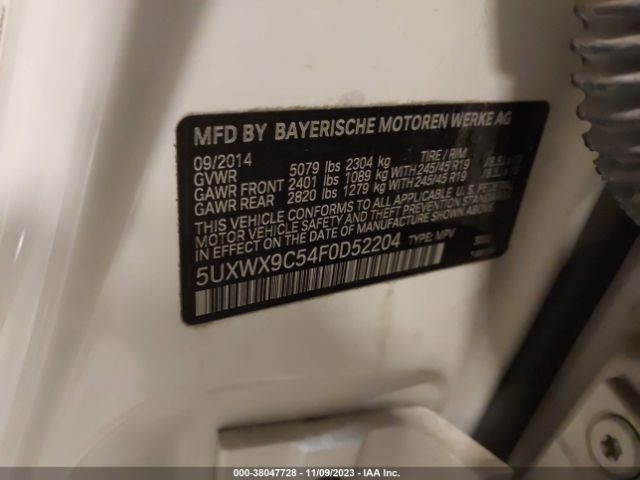 MFD BY BAYERISCHE MOTOREN WERKE AG
09/2014
GVWR 5079 lbs 2304 kg TIRE / RIM
GAWR FRONT 2401 lbs 1089 kg WITH 245/45 R19
GAWR REAR 2820 lbs 1279 kg WITH 245/45 R19
THIS VEHICLE CONFORMS TO ALL APPLICABLE U.S. FEDERAL
MOTOR VEHICLE SAFETY AND THEFT PREVENTION
IN EFFECT ON THE DATE OF MANUFACTURE
5UXWX9C54F0D52204 TYPE: MPV
000-38047728 - 11/09/2023 - IAA Inc.